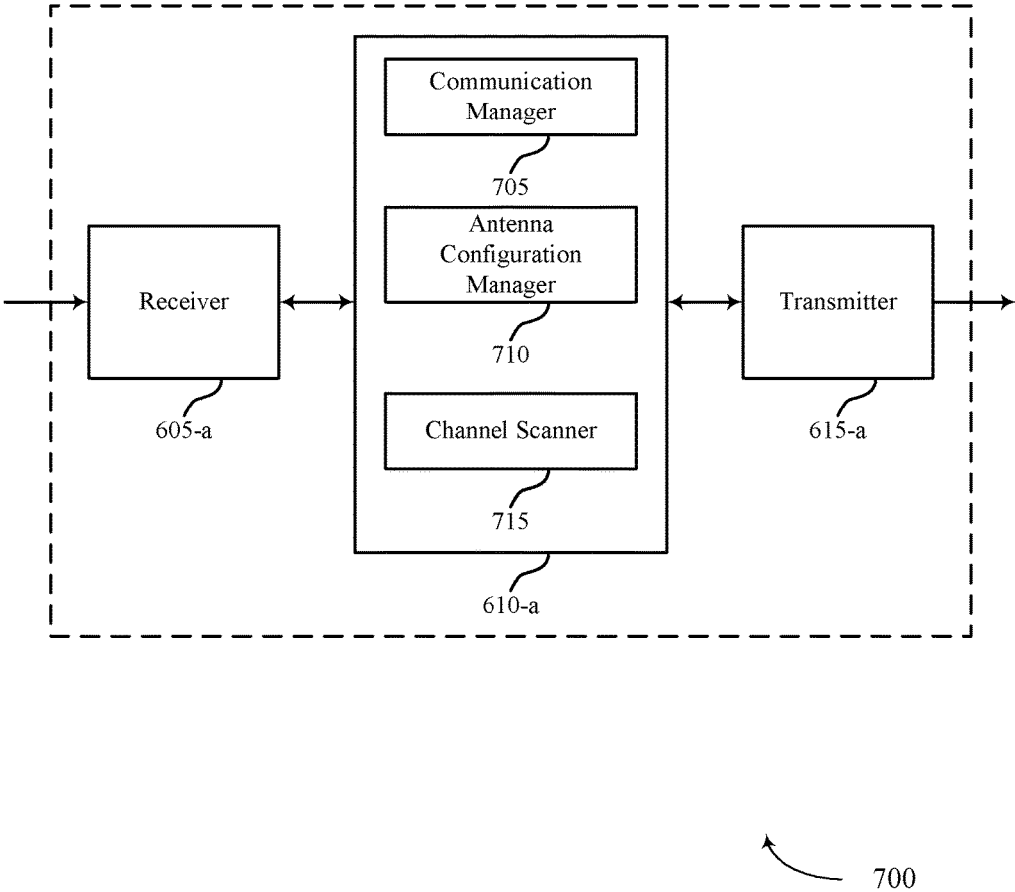 Communication
Manager
705
Antenna
Configuration
Manager
710
Receiver
Transmitter
605-a
Channel Scanner
615-a
715
610-a
700